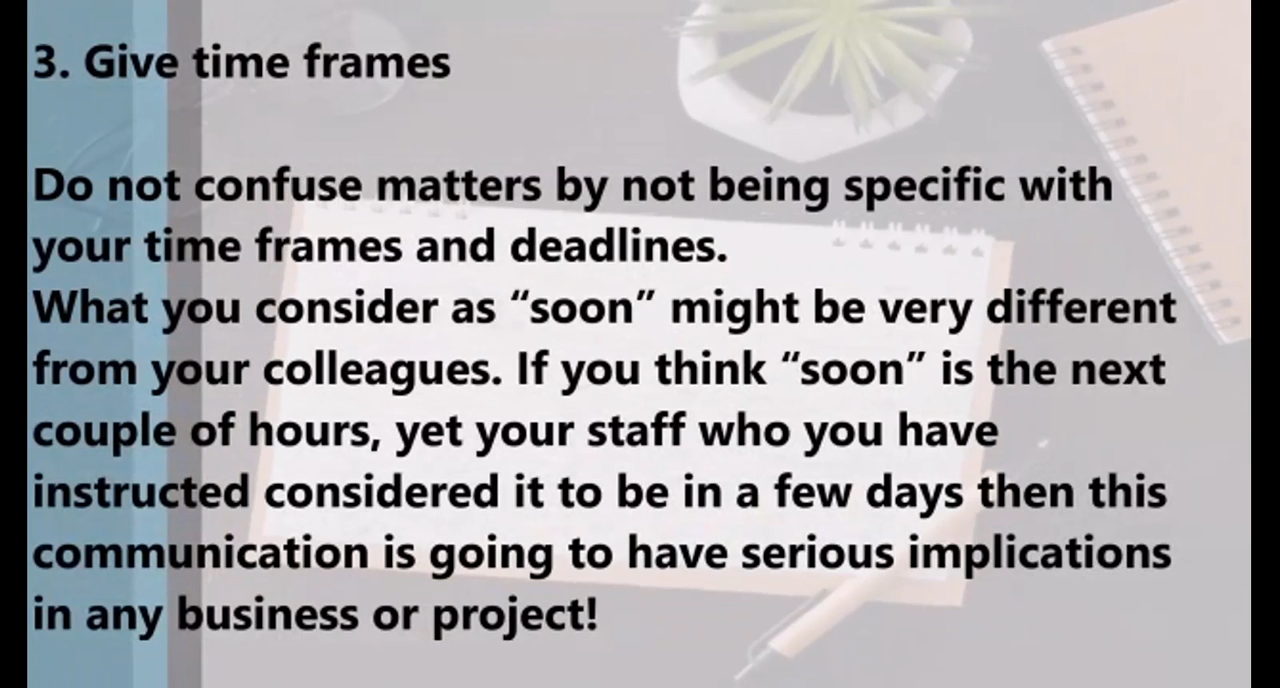 3. Give time frames
Do not confuse matters by not being specific with
your time frames and deadlines.
What you consider as “soon” might be very different
from your colleagues. If you think “soon” is the next
couple of hours, yet your staff who you have
instructed considered it to be in a few days then this
communication is going to have serious implications
in any business or project!